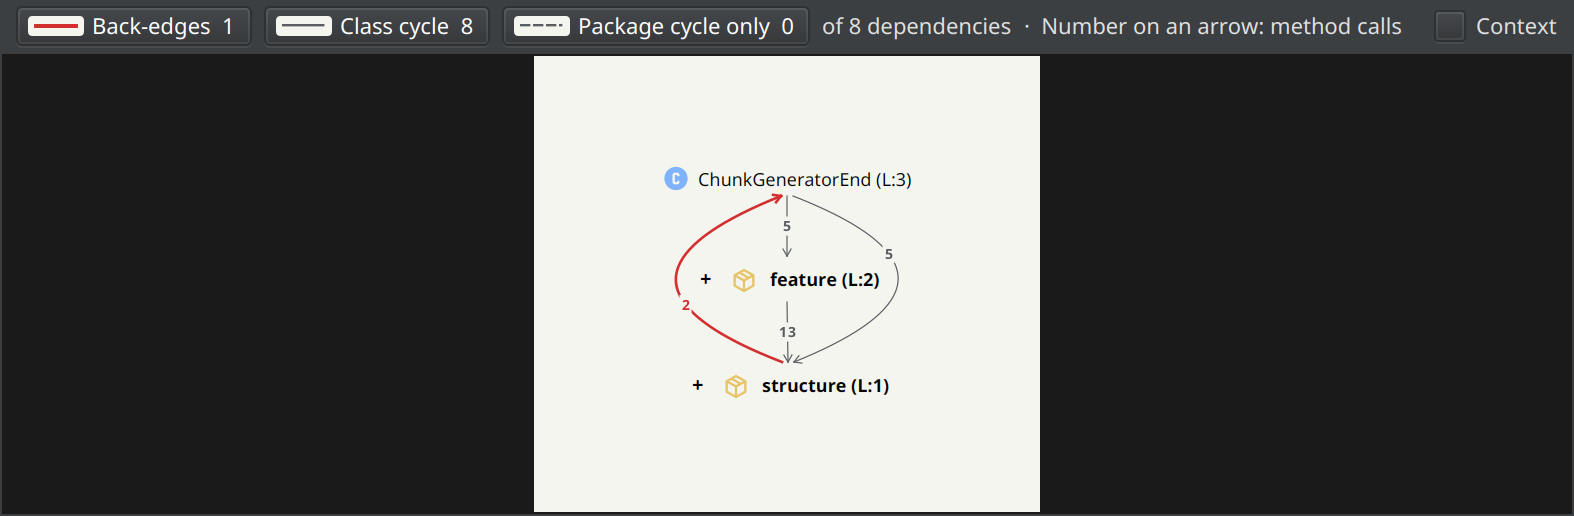 Back-edges 1 Class cycle 8 Package cycle only 0 of 8 dependencies · Number on an arrow: method calls Context
C ChunkGeneratorEnd (L:3)
5
5
+ feature (L:2)
2
13
+ structure (L:1)